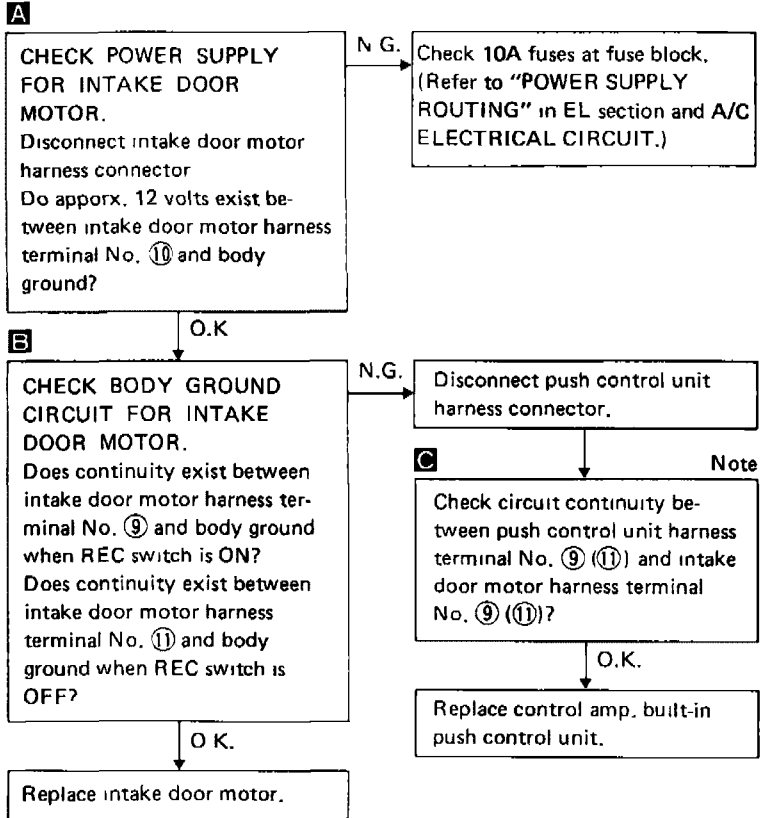 A
CHECK POWER SUPPLY
FOR INTAKE DOOR
MOTOR.
Disconnect intake door motor
harness connector
Do apporx. 12 volts exist be-
tween intake door motor harness
terminal No. ⑩ and body
ground?
N G.
Check 10A fuses at fuse block.
(Refer to “POWER SUPPLY
ROUTING” in EL section and A/C
ELECTRICAL CIRCUIT.)
O.K
B
CHECK BODY GROUND
CIRCUIT FOR INTAKE
DOOR MOTOR.
Does continuity exist between
intake door motor harness ter-
minal No. ⑨ and body ground
when REC switch is ON?
Does continuity exist between
intake door motor harness
terminal No. ⑪ and body
ground when REC switch is
OFF?
N.G.
Disconnect push control unit
harness connector.
C
Note
Check circuit continuity be-
tween push control unit harness
terminal No. ⑨ (⑪) and intake
door motor harness terminal
No. ⑨ (⑪)?
O.K.
Replace control amp. built-in
push control unit.
O K.
Replace intake door motor.